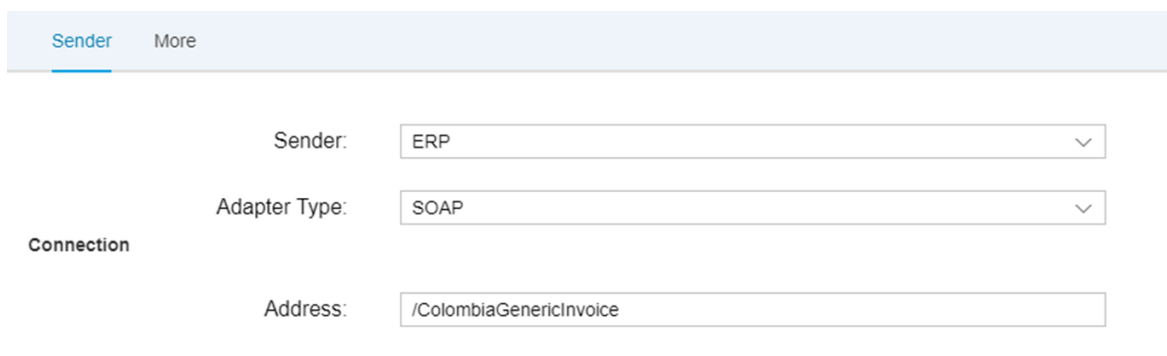 Sender More
Sender: ERP
Adapter Type: SOAP
Connection
Address: /ColombiaGenericInvoice